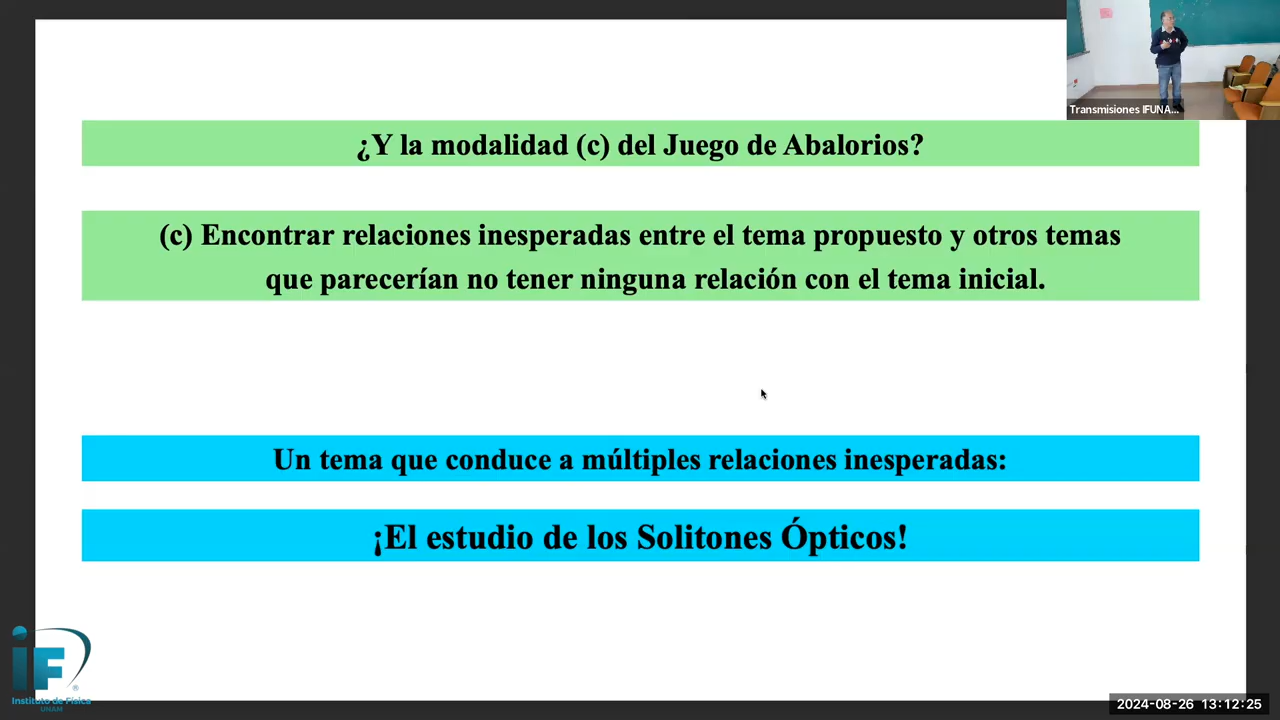 Transmisiones IFUNA...
¿Y la modalidad (c) del Juego de Abalorios?
(c) Encontrar relaciones inesperadas entre el tema propuesto y otros temas
que parecerían no tener ninguna relación con el tema inicial.
Un tema que conduce a múltiples relaciones inesperadas:
¡El estudio de los Solitones Ópticos!
iF
Instituto de Física
UNAM
2024-08-26 13:12:25